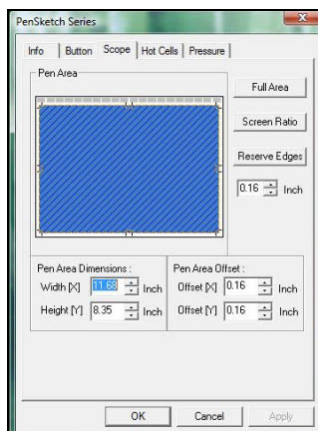 PenSketch Series
Info Button Scope Hot Cells Pressure
Pen Area
Full Area
Screen Ratio
Reserve Edges
0.16 Inch
Pen Area Dimensions :
Width [X] 11.68 Inch
Height [Y] 8.35 Inch
Pen Area Offset :
Offset [X] 0.16 Inch
Offset [Y] 0.16 Inch
OK Cancel Apply